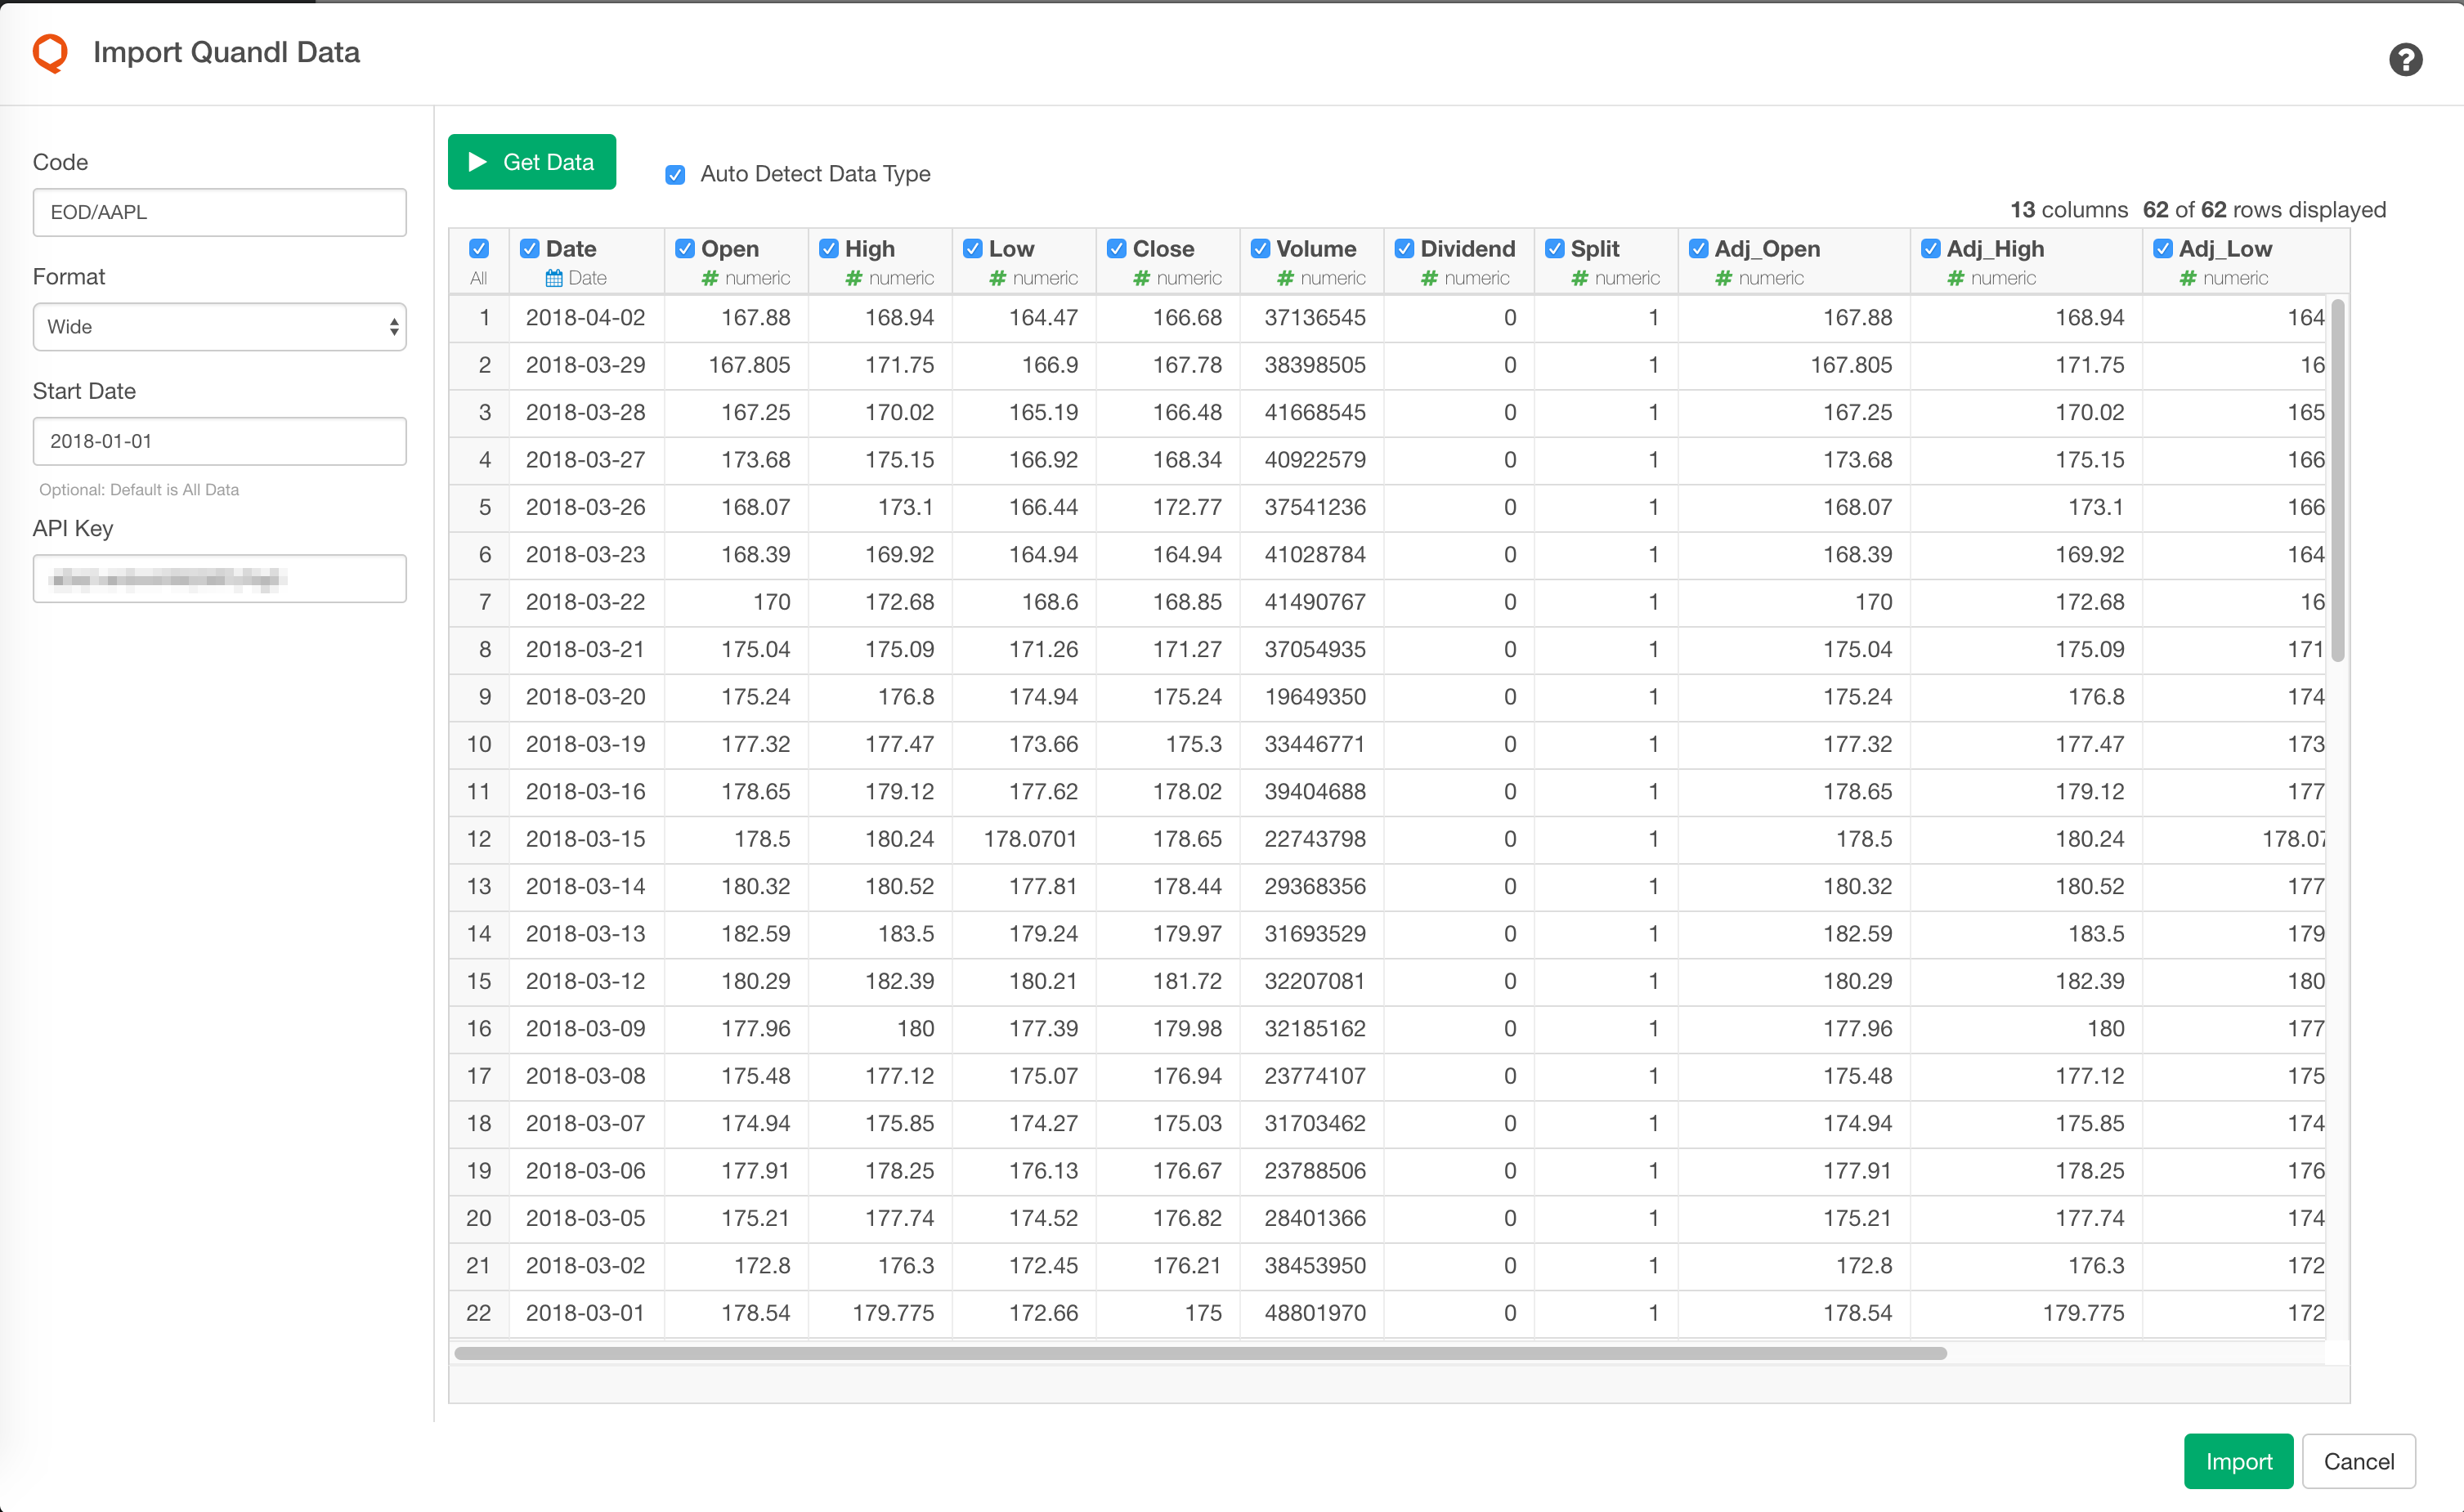 Import Quandl Data
?
Code
EOD/AAPL
Format
Wide
Start Date
2018-01-01
Optional: Default is All Data
API Key
Get Data
Auto Detect Data Type
13 columns 62 of 62 rows displayed
All Date Open High Low Close Volume Dividend Split Adj_Open Adj_High Adj_Low
Date # numeric # numeric # numeric # numeric # numeric # numeric # numeric # numeric # numeric # numeric
1 2018-04-02 167.88 168.94 164.47 166.68 37136545 0 1 167.88 168.94 164
2 2018-03-29 167.805 171.75 166.9 167.78 38398505 0 1 167.805 171.75 16
3 2018-03-28 167.25 170.02 165.19 166.48 41668545 0 1 167.25 170.02 165
4 2018-03-27 173.68 175.15 166.92 168.34 40922579 0 1 173.68 175.15 166
5 2018-03-26 168.07 173.1 166.44 172.77 37541236 0 1 168.07 173.1 166
6 2018-03-23 168.39 169.92 164.94 164.94 41028784 0 1 168.39 169.92 164
7 2018-03-22 170 172.68 168.6 168.85 41490767 0 1 170 172.68 16
8 2018-03-21 175.04 175.09 171.26 171.27 37054935 0 1 175.04 175.09 171
9 2018-03-20 175.24 176.8 174.94 175.24 19649350 0 1 175.24 176.8 174
10 2018-03-19 177.32 177.47 173.66 175.3 33446771 0 1 177.32 177.47 173
11 2018-03-16 178.65 179.12 177.62 178.02 39404688 0 1 178.65 179.12 177
12 2018-03-15 178.5 180.24 178.0701 178.65 22743798 0 1 178.5 180.24 178.07
13 2018-03-14 180.32 180.52 177.81 178.44 29368356 0 1 180.32 180.52 177
14 2018-03-13 182.59 183.5 179.24 179.97 31693529 0 1 182.59 183.5 179
15 2018-03-12 180.29 182.39 180.21 181.72 32207081 0 1 180.29 182.39 180
16 2018-03-09 177.96 180 177.39 179.98 32185162 0 1 177.96 180 177
17 2018-03-08 175.48 177.12 175.07 176.94 23774107 0 1 175.48 177.12 175
18 2018-03-07 174.94 175.85 174.27 175.03 31703462 0 1 174.94 175.85 174
19 2018-03-06 177.91 178.25 176.13 176.67 23788506 0 1 177.91 178.25 176
20 2018-03-05 175.21 177.74 174.52 176.82 28401366 0 1 175.21 177.74 174
21 2018-03-02 172.8 176.3 172.45 176.21 38453950 0 1 172.8 176.3 172
22 2018-03-01 178.54 179.775 172.66 175 48801970 0 1 178.54 179.775 172
Import Cancel